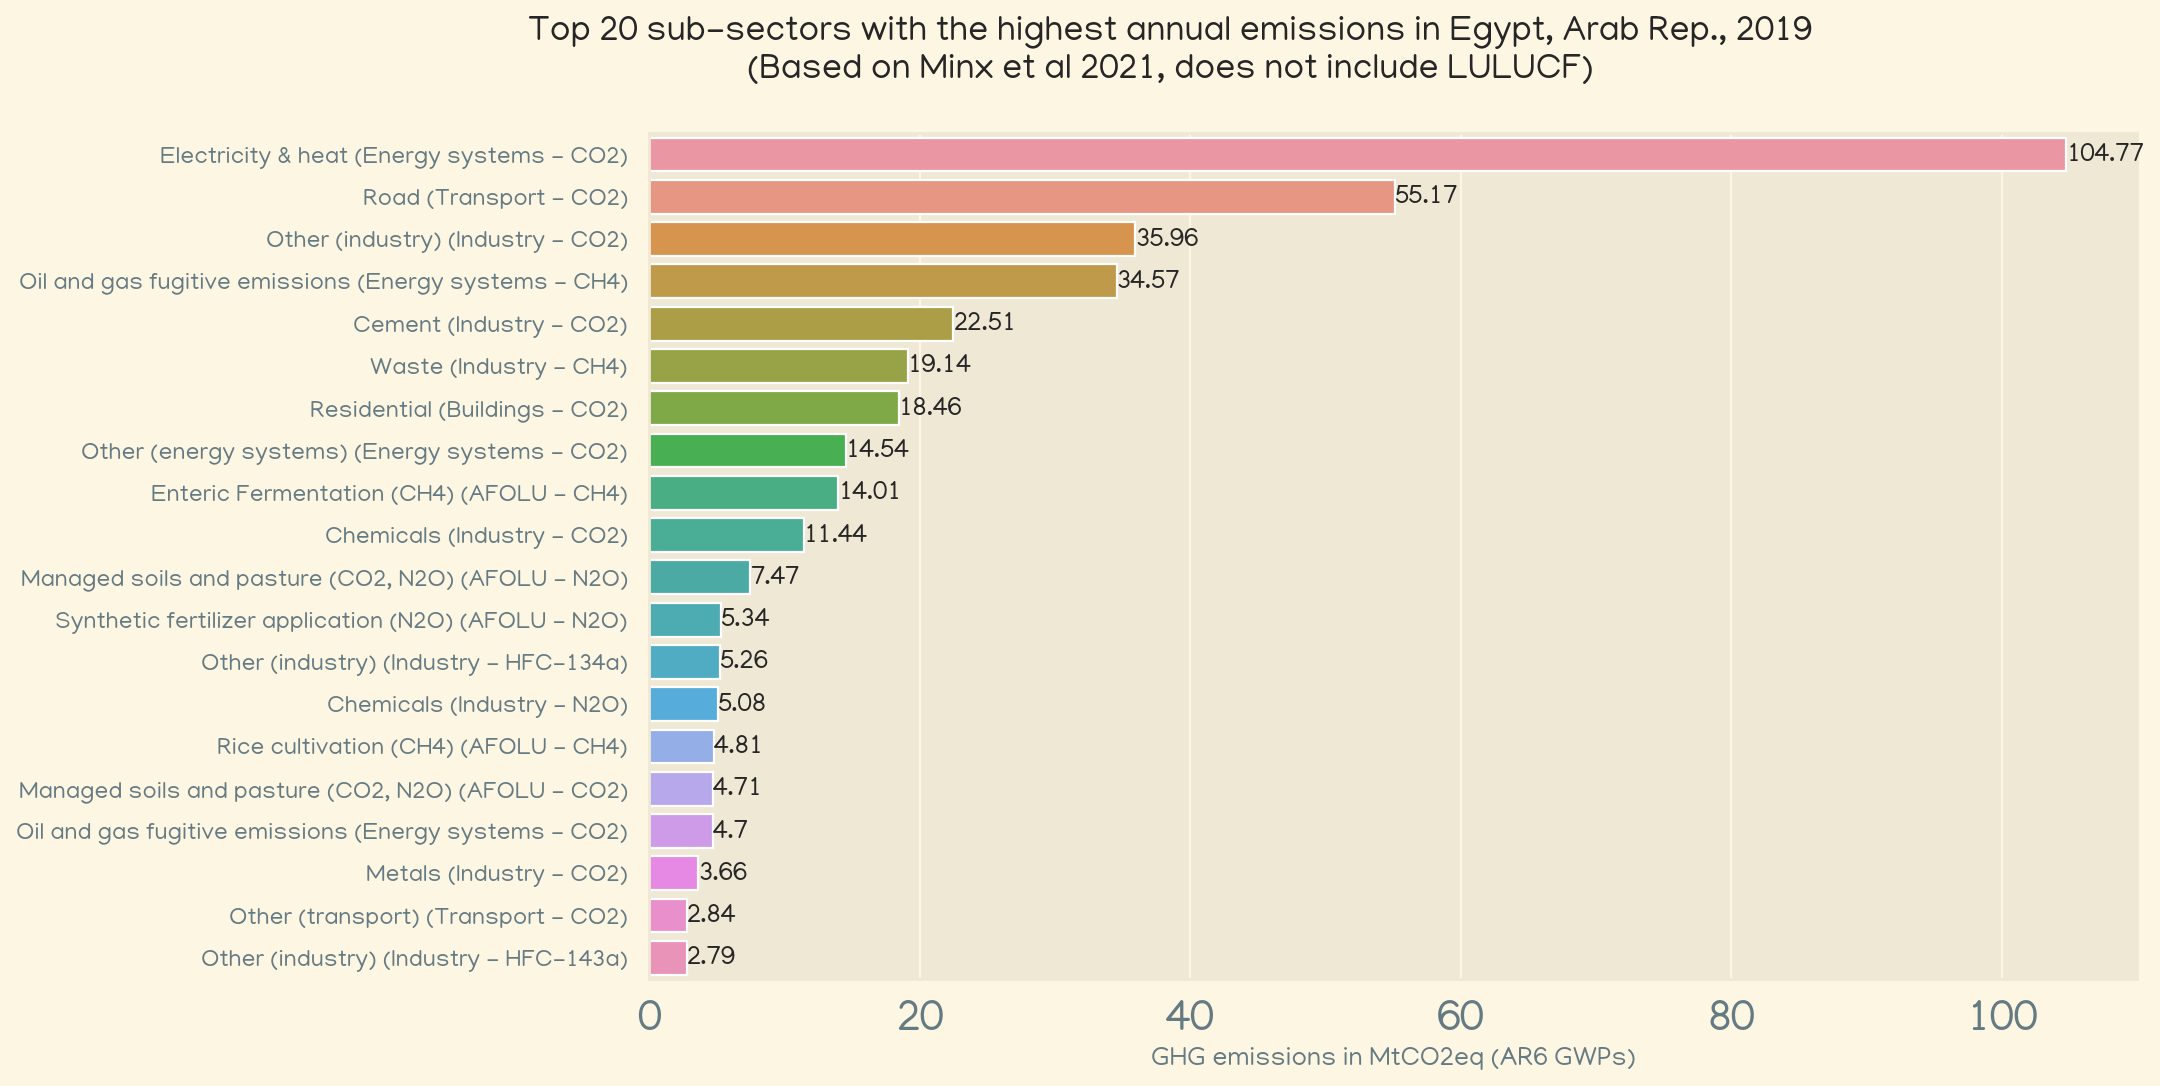 Top 20 sub-sectors with the highest annual emissions in Egypt, Arab Rep., 2019
(Based on Minx et al 2021, does not include LULUCF)
Electricity & heat (Energy systems - CO2) 104.77
Road (Transport - CO2) 55.17
Other (industry) (Industry - CO2) 35.96
Oil and gas fugitive emissions (Energy systems - CH4) 34.57
Cement (Industry - CO2) 22.51
Waste (Industry - CH4) 19.14
Residential (Buildings - CO2) 18.46
Other (energy systems) (Energy systems - CO2) 14.54
Enteric Fermentation (CH4) (AFOLU - CH4) 14.01
Chemicals (Industry - CO2) 11.44
Managed soils and pasture (CO2, N2O) (AFOLU - N2O) 7.47
Synthetic fertilizer application (N2O) (AFOLU - N2O) 5.34
Other (industry) (Industry - HFC-134a) 5.26
Chemicals (Industry - N2O) 5.08
Rice cultivation (CH4) (AFOLU - CH4) 4.81
Managed soils and pasture (CO2, N2O) (AFOLU - CO2) 4.71
Oil and gas fugitive emissions (Energy systems - CO2) 4.7
Metals (Industry - CO2) 3.66
Other (transport) (Transport - CO2) 2.84
Other (industry) (Industry - HFC-143a) 2.79
0 20 40 60 80 100
GHG emissions in MtCO2eq (AR6 GWPs)